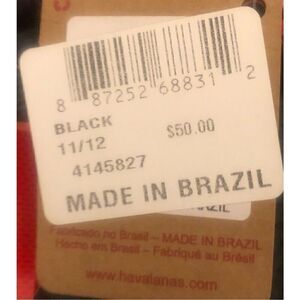 8 87252 68831 2
BLACK
$50.00
11/12
4145827
MADE IN BRAZIL
Fabricado no Brasil – MADE IN BRAZIL
Hecho en Brasil – Fabriqué au Brésil
www.havaianas.com